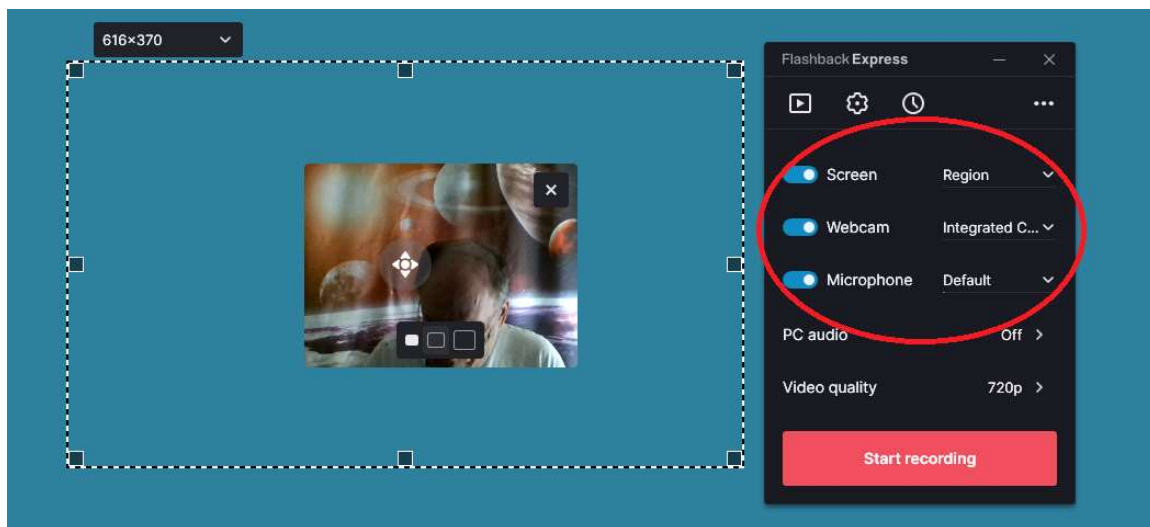 616×370
Flashback Express
Screen Region
Webcam Integrated C...
Microphone Default
PC audio Off
Video quality 720p
Start recording